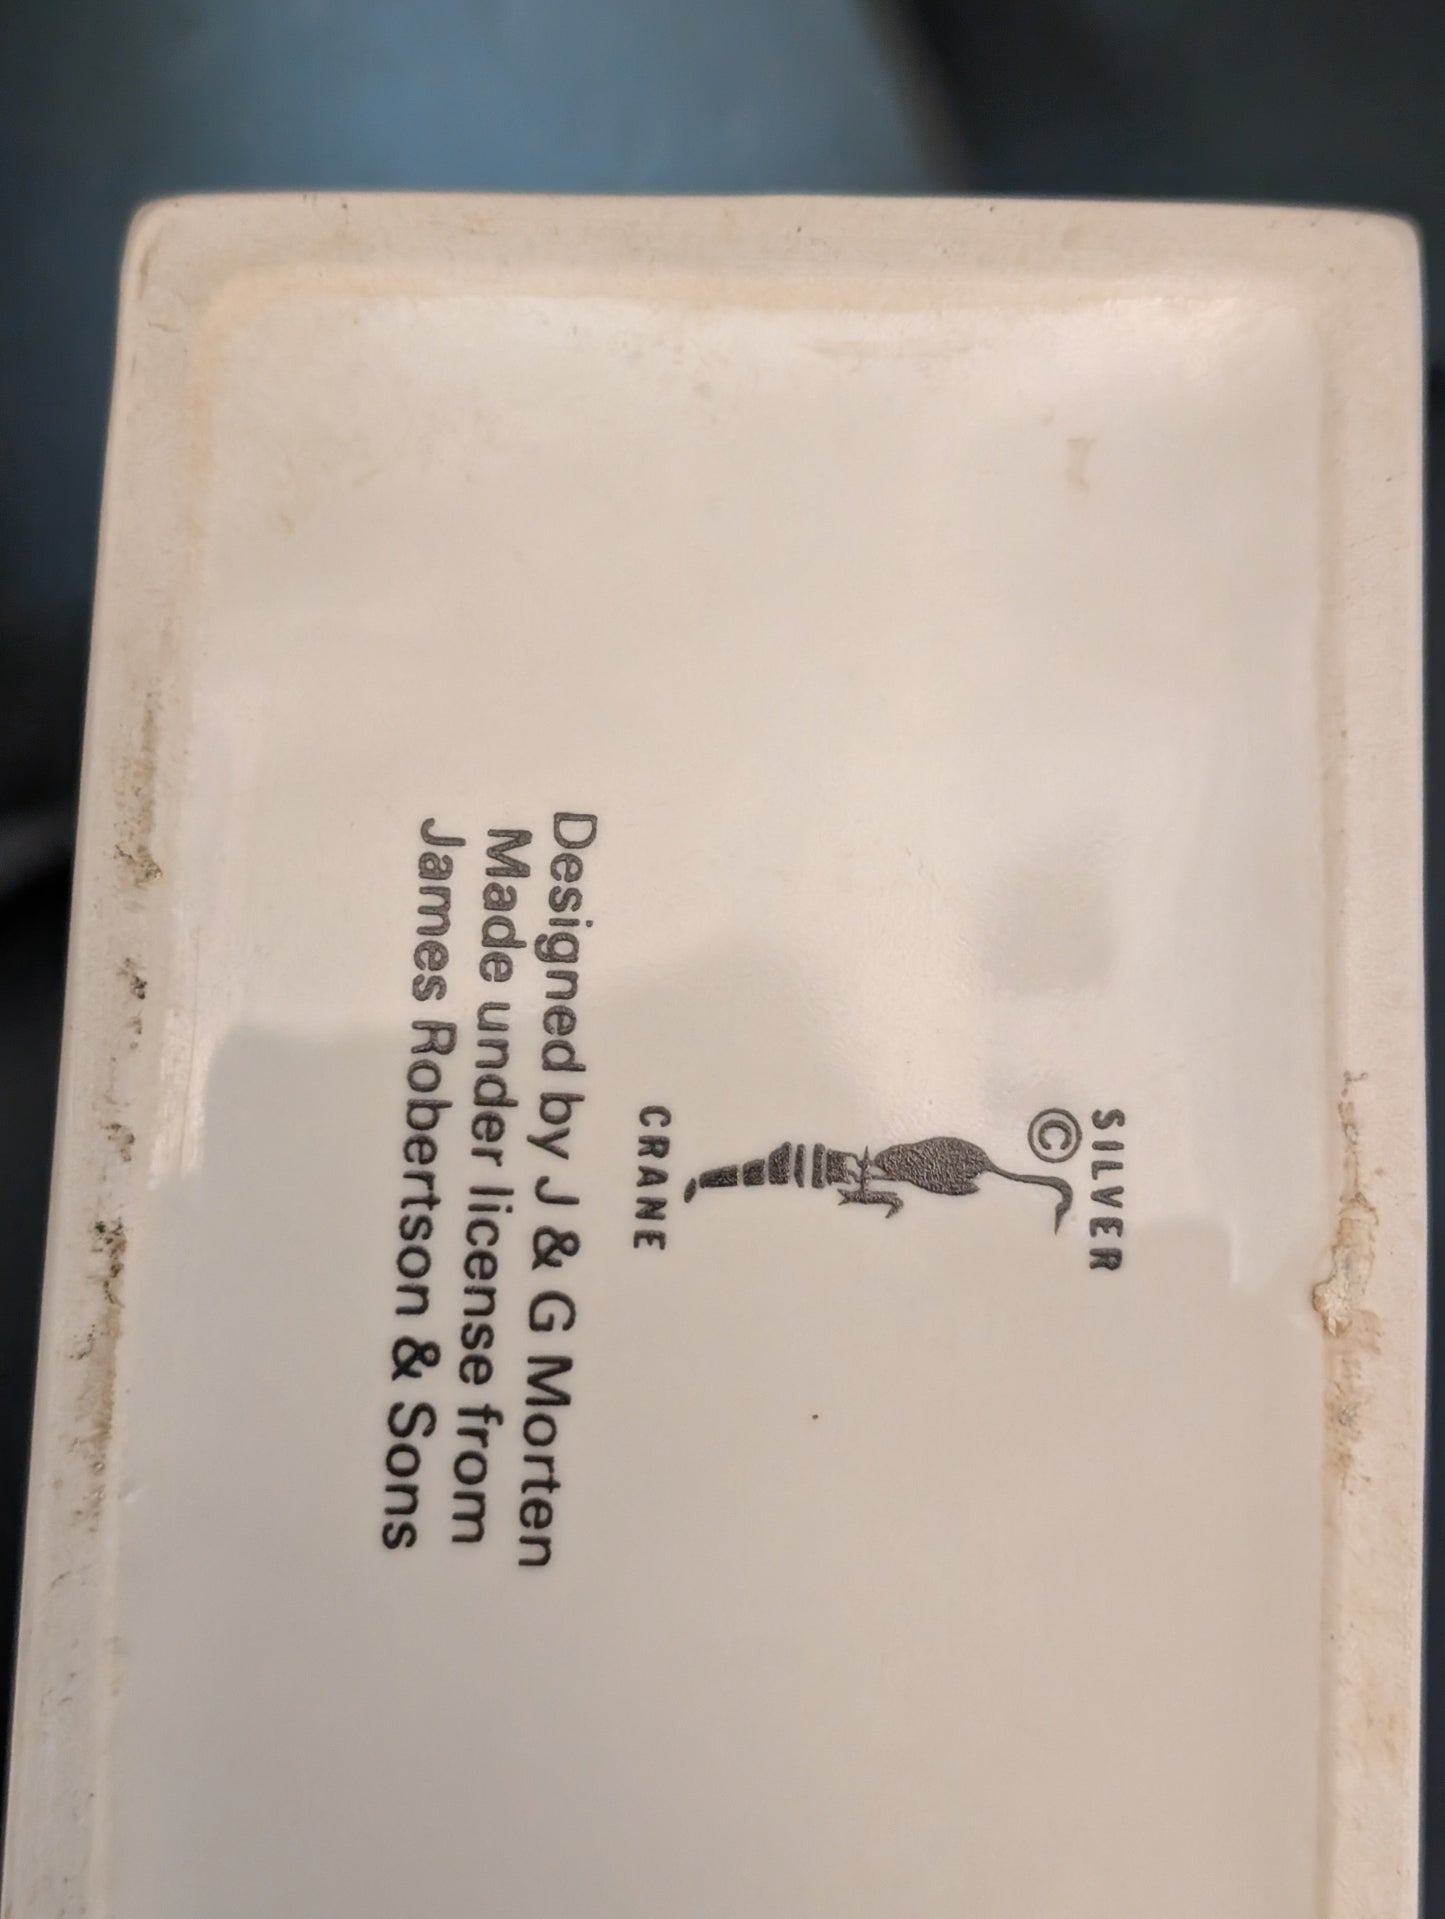 SILVER
©
CRANE
Designed by J & G Morten
Made under license from
James Robertson & Sons